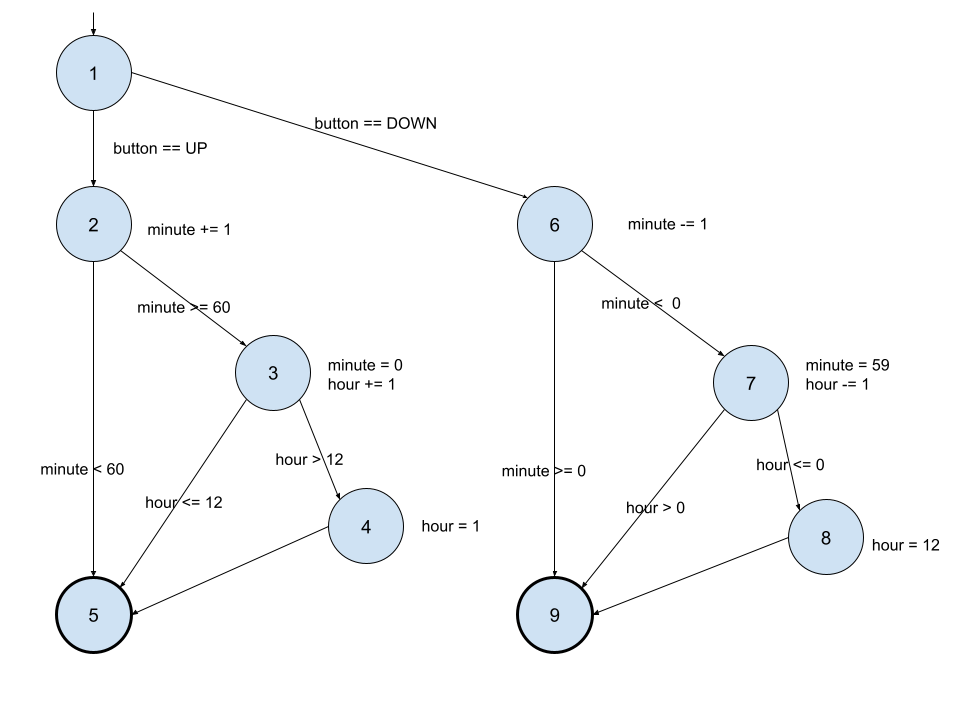 1
button == DOWN
button == UP
2
minute += 1
6
minute -= 1
minute >= 60
minute < 0
3
minute = 0
hour += 1
7
minute = 59
hour -= 1
minute < 60
hour > 12
minute >= 0
hour <= 0
hour <= 12
hour > 0
4
hour = 1
8
hour = 12
5
9